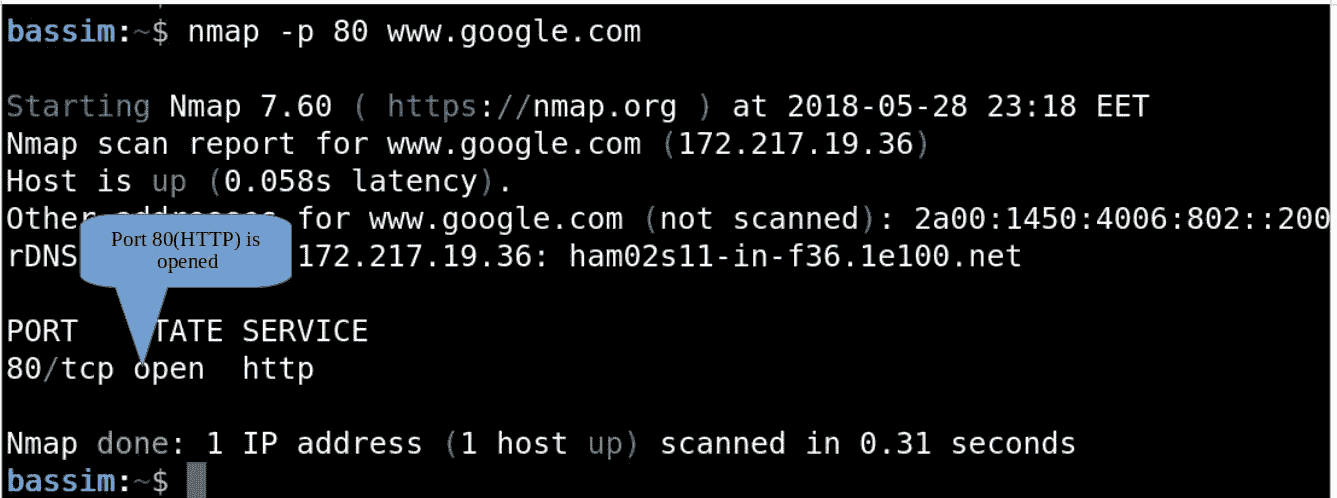 bassim:~$ nmap -p 80 www.google.com
Starting Nmap 7.60 ( https://nmap.org ) at 2018-05-28 23:18 EET
Nmap scan report for www.google.com (172.217.19.36)
Host is up (0.058s latency).
Other addresses for www.google.com (not scanned): 2a00:1450:4006:802::200
rDNS 172.217.19.36: ham02s11-in-f36.1e100.net
Port 80(HTTP) is
opened
PORT TATE SERVICE
80/tcp open http
Nmap done: 1 IP address (1 host up) scanned in 0.31 seconds
bassim:~$